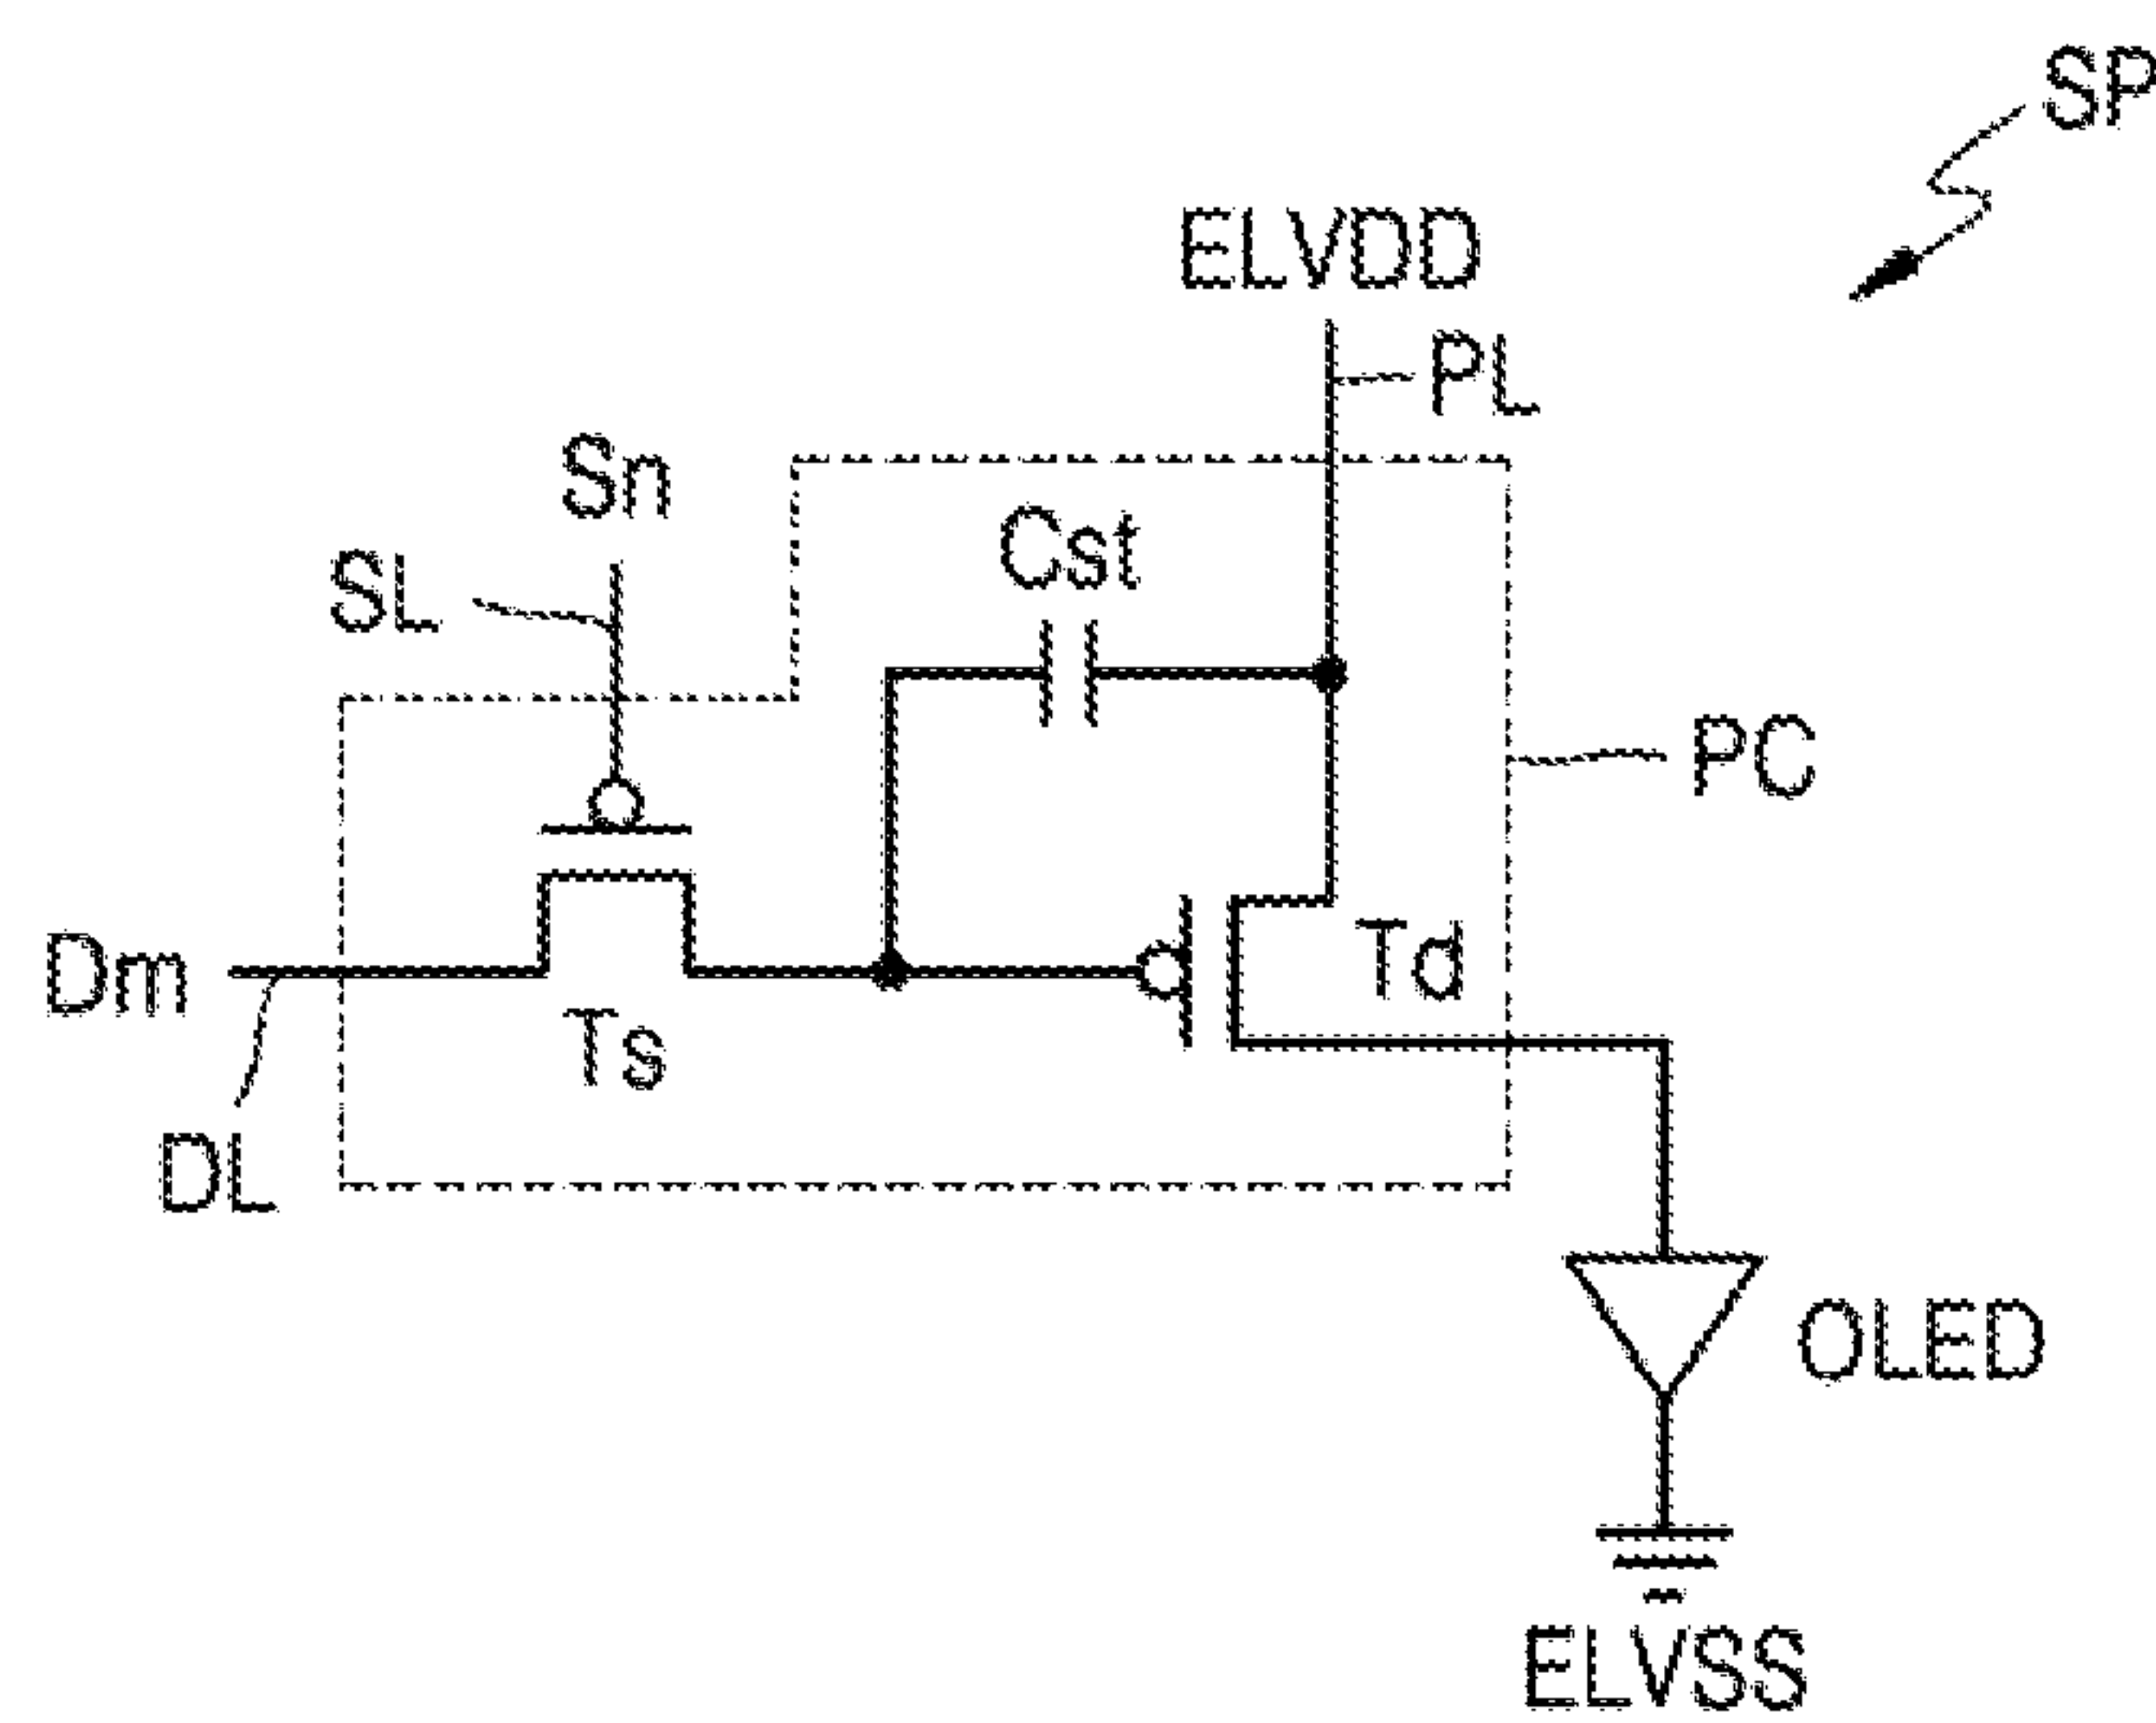 SP
ELVDD
PL
Sn
Cst
SL
PC
Dm
Td
Ts
DL
OLED
ELVSS